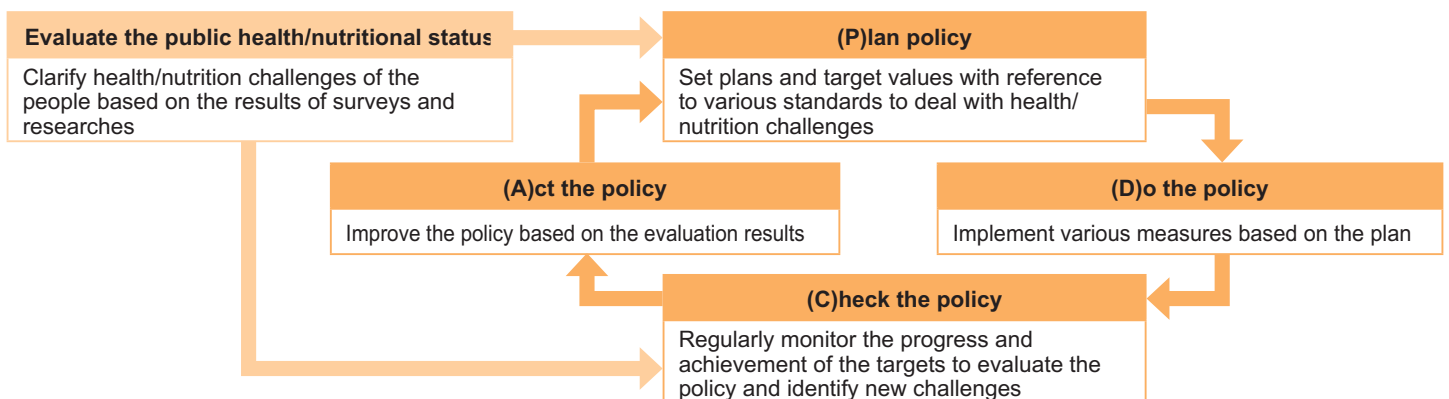 Evaluate the public health/nutritional status
Clarify health/nutrition challenges of the
people based on the results of surveys and
researches
(P)lan policy
Set plans and target values with reference
to various standards to deal with health/
nutrition challenges
(A)ct the policy
Improve the policy based on the evaluation results
(D)o the policy
Implement various measures based on the plan
(C)heck the policy
Regularly monitor the progress and
achievement of the targets to evaluate the
policy and identify new challenges